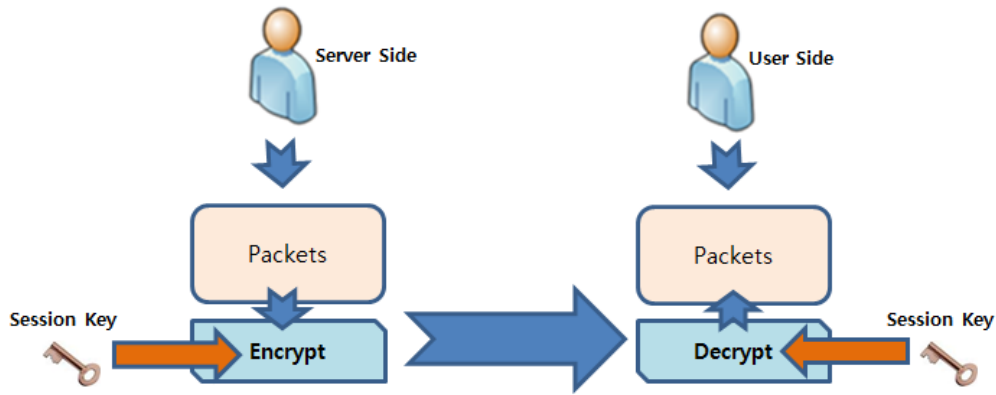 Server Side
User Side
Packets
Packets
Session Key
Session Key
Encrypt
Decrypt